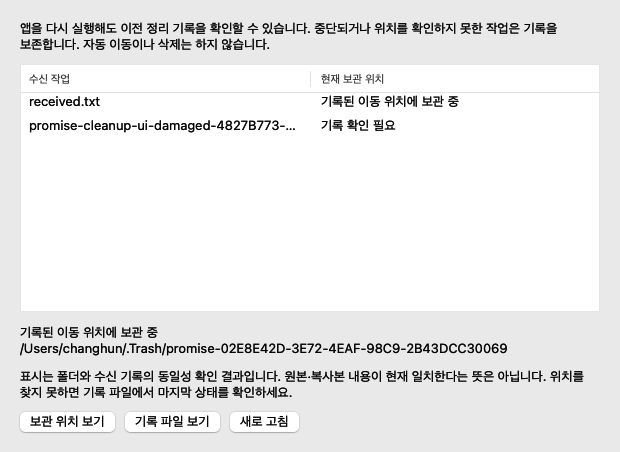 앱을 다시 실행해도 이전 정리 기록을 확인할 수 있습니다. 중단되거나 위치를 확인하지 못한 작업은 기록을
보존합니다. 자동 이동이나 삭제는 하지 않습니다.
수신 작업 현재 보관 위치
received.txt 기록된 이동 위치에 보관 중
promise-cleanup-ui-damaged-4827B773-... 기록 확인 필요
기록된 이동 위치에 보관 중
/Users/changhun/.Trash/promise-02E8E42D-3E72-4EAF-98C9-2B43DCC30069
표시는 폴더와 수신 기록의 동일성 확인 결과입니다. 원본·복사본 내용이 현재 일치한다는 뜻은 아닙니다. 위치를
찾지 못하면 기록 파일에서 마지막 상태를 확인하세요.
보관 위치 보기 기록 파일 보기 새로 고침